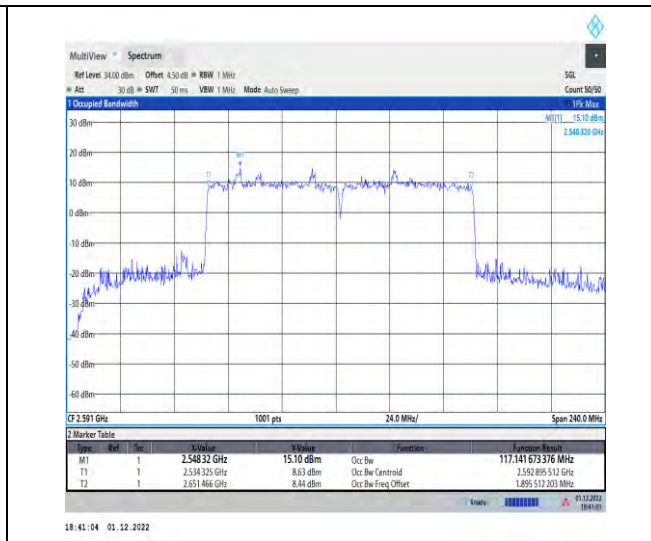 MultiView Spectrum
Ref Level 34.00 dBm Offset 4.50 dB RBW 1 MHz SGL
Att 30 dB SWT 50 ms VBW 1 MHz Mode Auto Sweep Count 50/50
1 Occupied Bandwidth 1Pk Max
M1[1] 15.10 dBm
2.548 320 GHz
30 dBm
20 dBm
M1
T1 T2
10 dBm
0 dBm
-10 dBm
-20 dBm
-30 dBm
-40 dBm
-50 dBm
-60 dBm
CF 2.591 GHz 1001 pts 24.0 MHz/ Span 240.0 MHz
2 Marker Table
Type Ref Trc X-Value Y-Value Function Function Result
M1 1 2.548 32 GHz 15.10 dBm Occ Bw 117.141 673 376 MHz
T1 1 2.534 325 GHz 8.63 dBm Occ Bw Centroid 2.592 895 512 GHz
T2 1 2.651 466 GHz 8.44 dBm Occ Bw Freq Offset 1.895 512 203 MHz
Ready 01.12.2022
18:41:03
18:41:04 01.12.2022